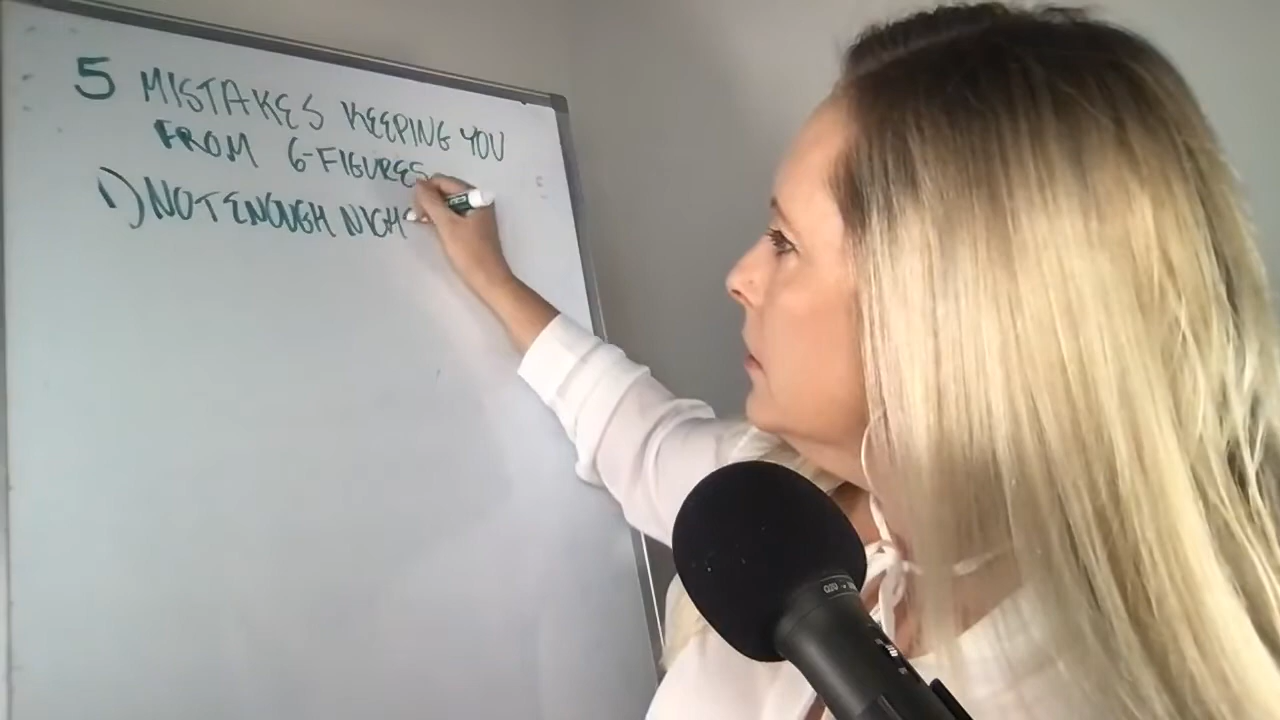 5 MISTAKES KEEPING YOU
FROM 6-FIGURES
1) NOT ENOUGH NICH